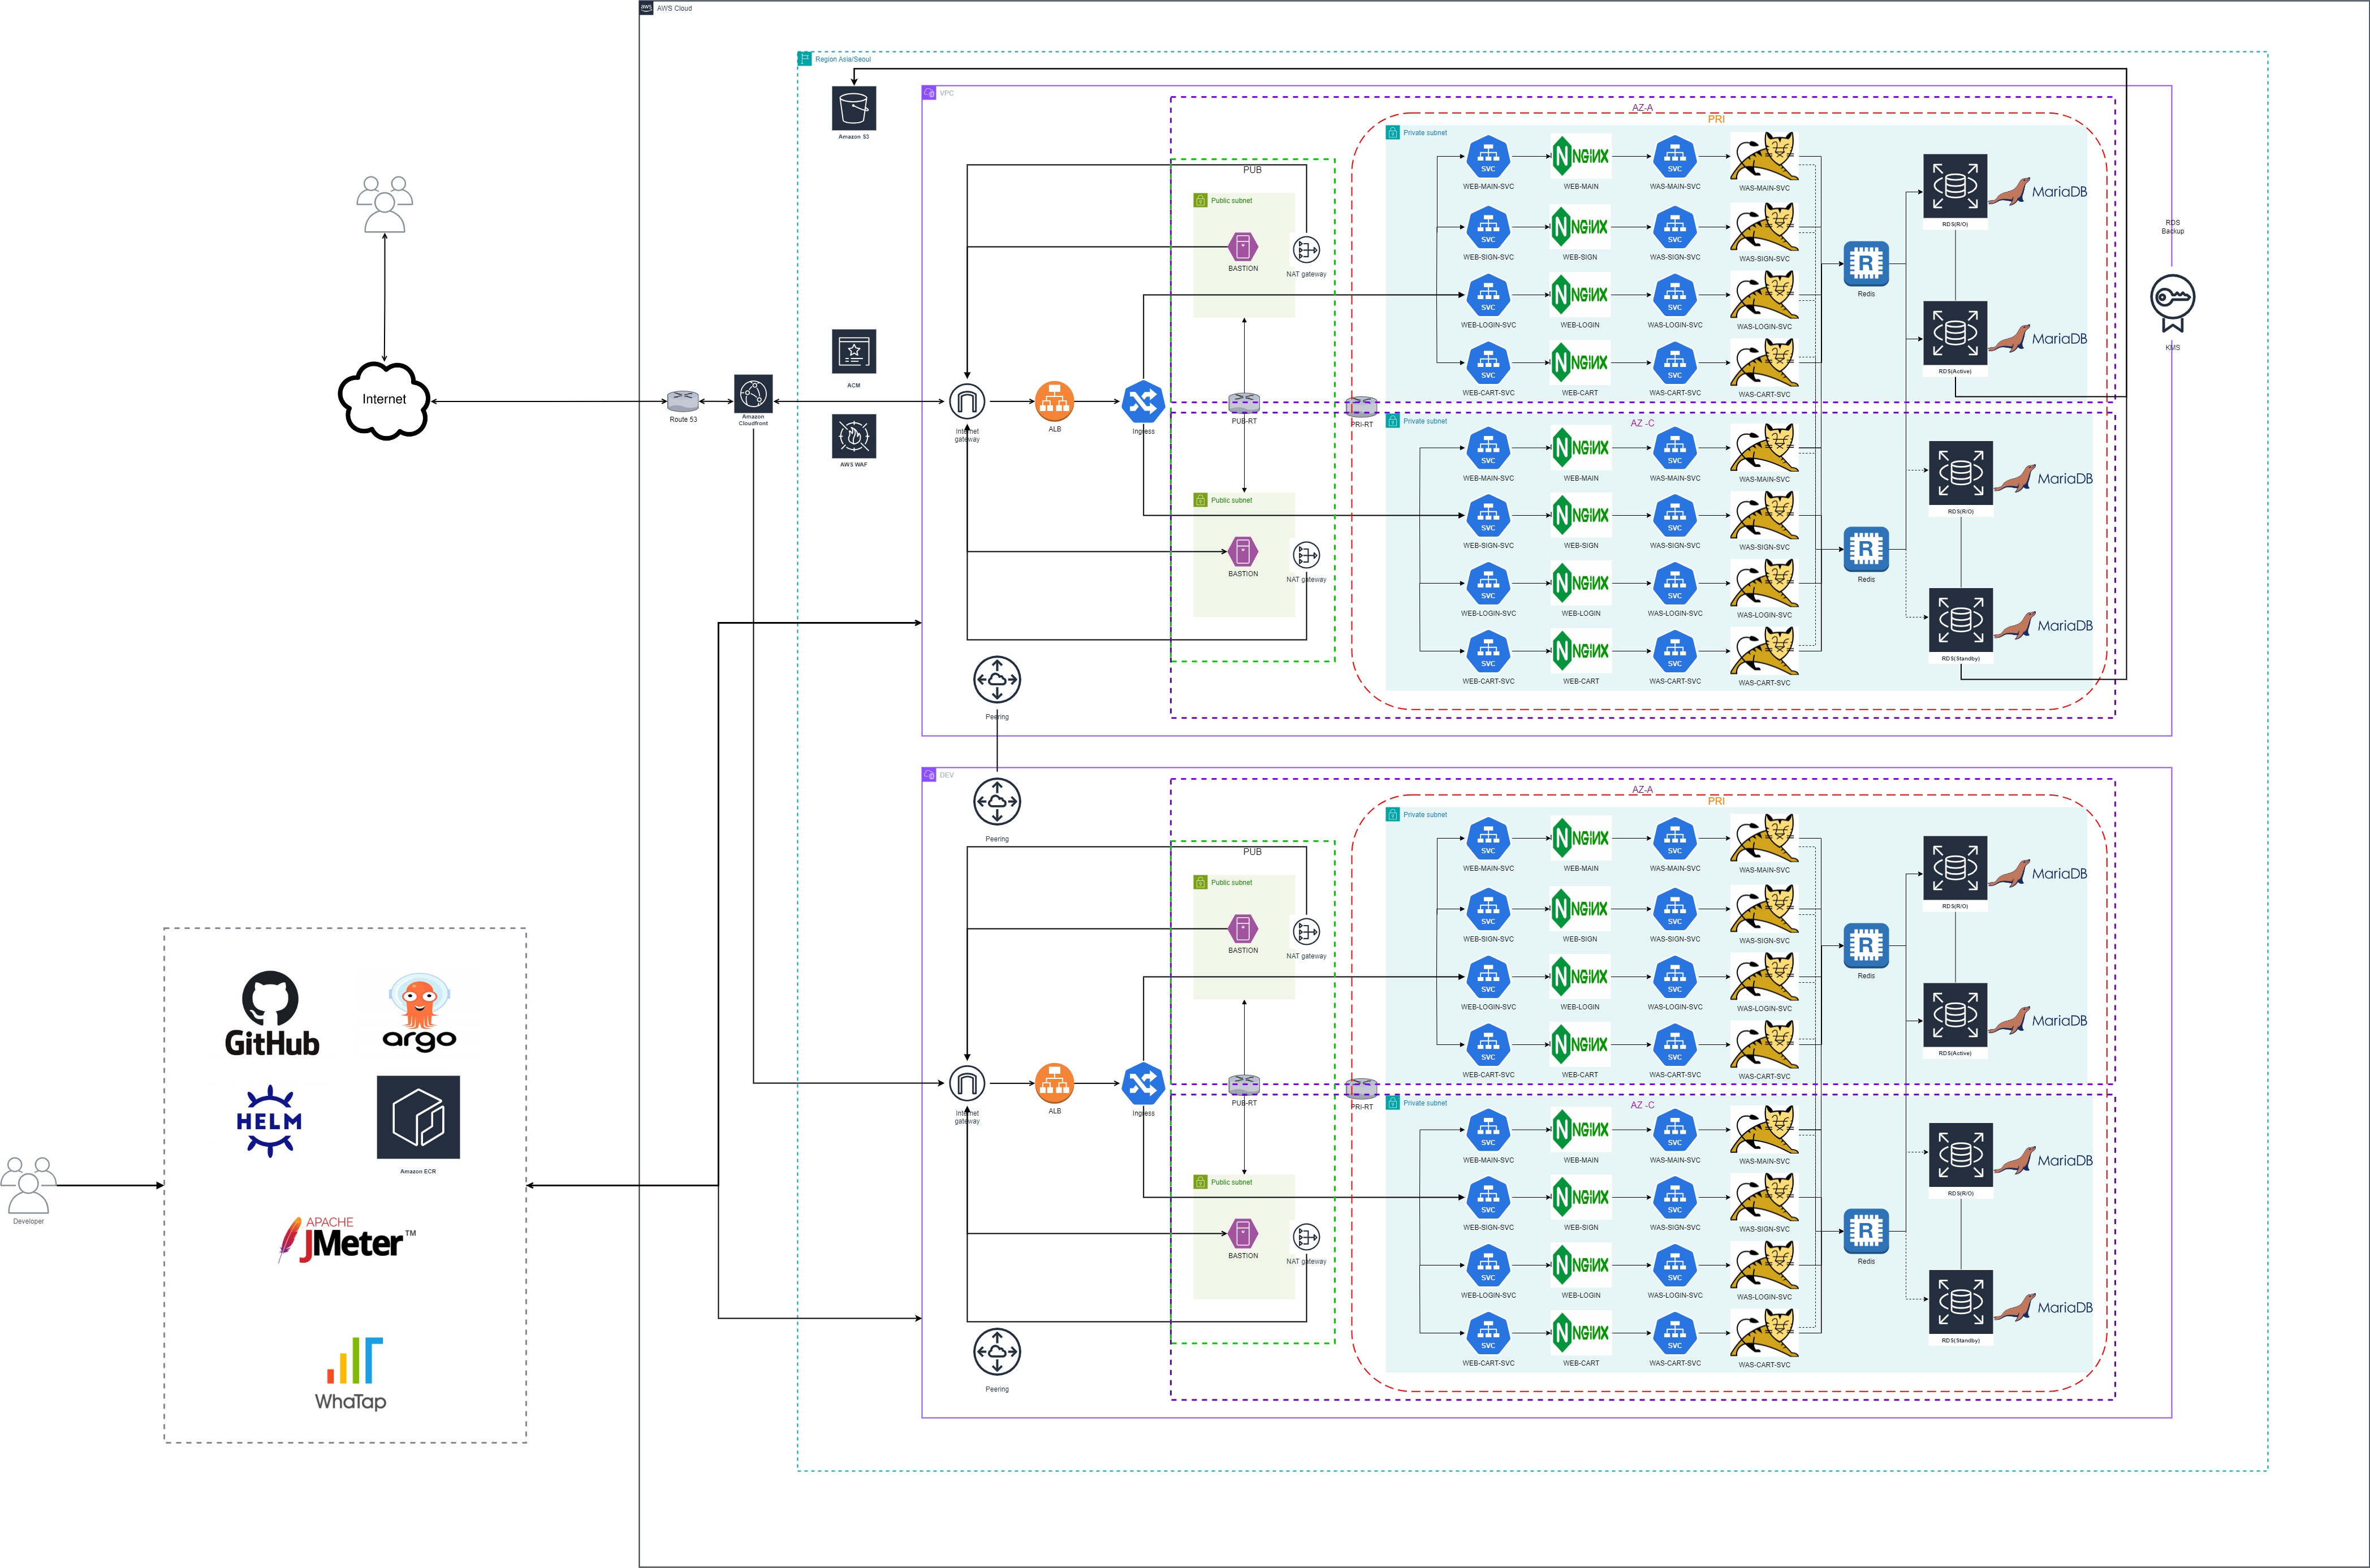 AWS Cloud
Region Asia/Seoul
Amazon S3
VPC
AZ-A
PRI
Private subnet
PUB
Public subnet
BASTION
NAT gateway
SVC
WEB-MAIN-SVC
NGINX
WEB-MAIN
SVC
WAS-MAIN-SVC
WAS-MAIN-SVC
SVC
WEB-SIGN-SVC
NGINX
WEB-SIGN
SVC
WAS-SIGN-SVC
WAS-SIGN-SVC
SVC
WEB-LOGIN-SVC
NGINX
WEB-LOGIN
SVC
WAS-LOGIN-SVC
WAS-LOGIN-SVC
SVC
WEB-CART-SVC
NGINX
WEB-CART
SVC
WAS-CART-SVC
WAS-CART-SVC
R
Redis
RDS(R/O)
MariaDB
RDS(Active)
MariaDB
RDS
Backup
KMS
Internet
Route 53
Amazon
Cloudfront
ACM
AWS WAF
Internet
gateway
ALB
Ingress
PUB-RT
PRI-RT
AZ -C
Private subnet
Public subnet
BASTION
NAT gateway
SVC
WEB-MAIN-SVC
NGINX
WEB-MAIN
SVC
WAS-MAIN-SVC
WAS-MAIN-SVC
SVC
WEB-SIGN-SVC
NGINX
WEB-SIGN
SVC
WAS-SIGN-SVC
WAS-SIGN-SVC
SVC
WEB-LOGIN-SVC
NGINX
WEB-LOGIN
SVC
WAS-LOGIN-SVC
WAS-LOGIN-SVC
SVC
WEB-CART-SVC
NGINX
WEB-CART
SVC
WAS-CART-SVC
WAS-CART-SVC
R
Redis
RDS(R/O)
MariaDB
RDS(Standby)
MariaDB
Peering
DEV
Peering
AZ-A
PRI
Private subnet
PUB
Public subnet
BASTION
NAT gateway
SVC
WEB-MAIN-SVC
NGINX
WEB-MAIN
SVC
WAS-MAIN-SVC
WAS-MAIN-SVC
SVC
WEB-SIGN-SVC
NGINX
WEB-SIGN
SVC
WAS-SIGN-SVC
WAS-SIGN-SVC
SVC
WEB-LOGIN-SVC
NGINX
WEB-LOGIN
SVC
WAS-LOGIN-SVC
WAS-LOGIN-SVC
SVC
WEB-CART-SVC
NGINX
WEB-CART
SVC
WAS-CART-SVC
WAS-CART-SVC
R
Redis
RDS(R/O)
MariaDB
RDS(Active)
MariaDB
Internet
gateway
ALB
Ingress
PUB-RT
PRI-RT
AZ -C
Private subnet
Public subnet
BASTION
NAT gateway
SVC
WEB-MAIN-SVC
NGINX
WEB-MAIN
SVC
WAS-MAIN-SVC
WAS-MAIN-SVC
SVC
WEB-SIGN-SVC
NGINX
WEB-SIGN
SVC
WAS-SIGN-SVC
WAS-SIGN-SVC
SVC
WEB-LOGIN-SVC
NGINX
WEB-LOGIN
SVC
WAS-LOGIN-SVC
WAS-LOGIN-SVC
SVC
WEB-CART-SVC
NGINX
WEB-CART
SVC
WAS-CART-SVC
WAS-CART-SVC
R
Redis
RDS(R/O)
MariaDB
RDS(Standby)
MariaDB
Peering
GitHub
argo
HELM
Amazon ECR
APACHE
JMeter™
WhaTap
Developer